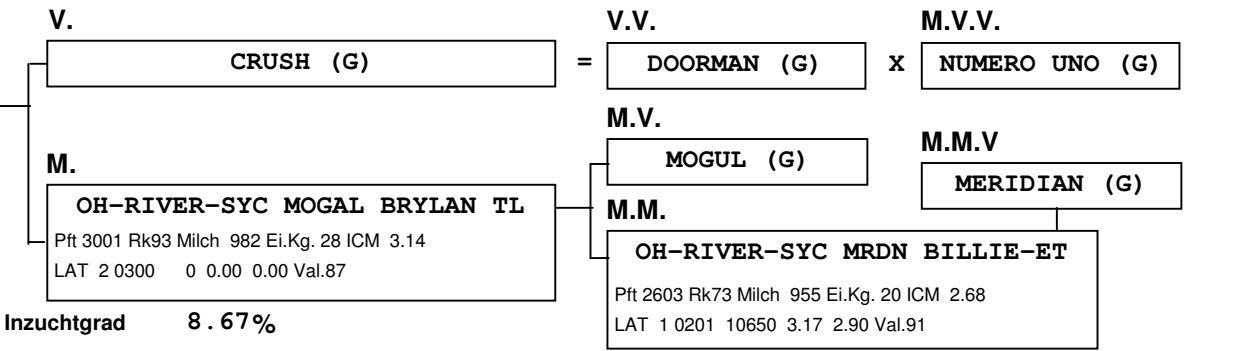 V.
CRUSH (G)
=
V.V.
DOORMAN (G)
X
M.V.V.
NUMERO UNO (G)
M.V.
MOGUL (G)
M.
OH-RIVER-SYC MOGAL BRYLAN TL
Pft 3001 Rk93 Milch 982 Ei.Kg. 28 ICM 3.14
LAT 2 0300 0 0.00 0.00 Val.87
M.M.V
MERIDIAN (G)
M.M.
OH-RIVER-SYC MRDN BILLIE-ET
Pft 2603 Rk73 Milch 955 Ei.Kg. 20 ICM 2.68
LAT 1 0201 10650 3.17 2.90 Val.91
Inzuchtgrad 8.67%